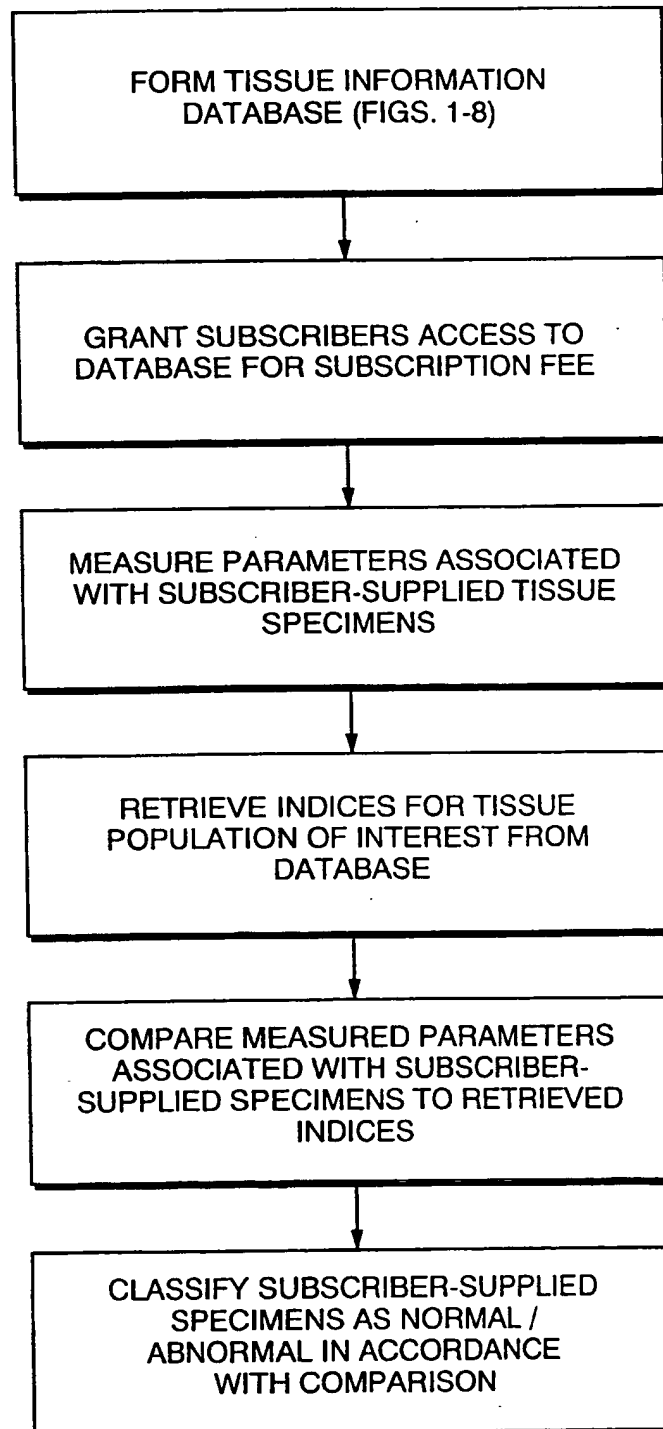 FORM TISSUE INFORMATION
DATABASE (FIGS. 1-8)
GRANT SUBSCRIBERS ACCESS TO
DATABASE FOR SUBSCRIPTION FEE
MEASURE PARAMETERS ASSOCIATED
WITH SUBSCRIBER-SUPPLIED TISSUE
SPECIMENS
RETRIEVE INDICES FOR TISSUE
POPULATION OF INTEREST FROM
DATABASE
COMPARE MEASURED PARAMETERS
ASSOCIATED WITH SUBSCRIBER-
SUPPLIED SPECIMENS TO RETRIEVED
INDICES
CLASSIFY SUBSCRIBER-SUPPLIED
SPECIMENS AS NORMAL /
ABNORMAL IN ACCORDANCE
WITH COMPARISON